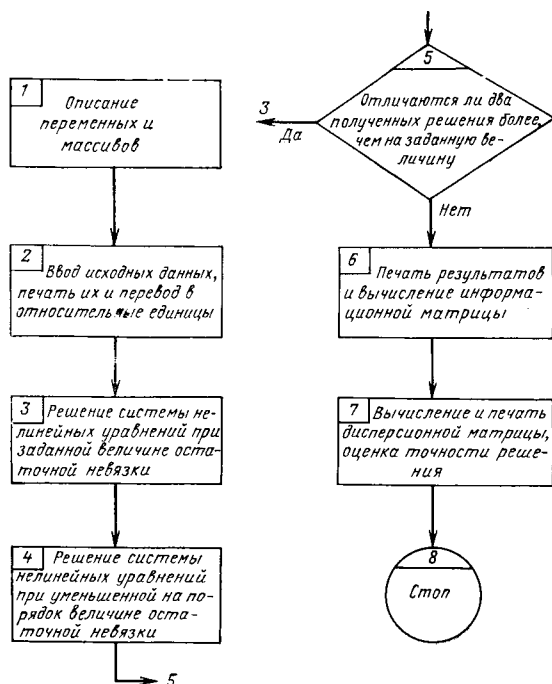 1
Описание
переменных и
массивов
2
Ввод исходных данных,
печать их и перевод в
относительные единицы
3
Решение системы не-
линейных уравнений при
заданной величине оста-
точной невязки
4
Решение системы
нелинейных уравнений
при уменьшенной на по-
рядок величине оста-
точной невязки
5
5
Отличаются ли два
полученных решения более,
чем на заданную ве-
личину
3
Да
Нет
6
Печать результатов
и вычисление информа-
ционной матрицы
7
Вычисление и печать
дисперсионной матрицы,
оценка точности реше-
ния
8
Стоп